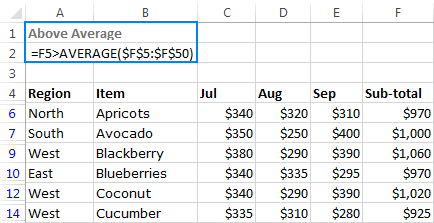 A B C D E F
1 Above Average
2 =F5>AVERAGE($F$5:$F$50)
3
4 Region Item Jul Aug Sep Sub-total
6 North Apricots $340 $320 $310 $970
7 South Avocado $350 $250 $400 $1,000
9 West Blackberry $380 $290 $390 $1,060
10 East Blueberries $340 $335 $295 $970
12 West Coconut $340 $290 $390 $1,020
14 West Cucumber $335 $310 $280 $925